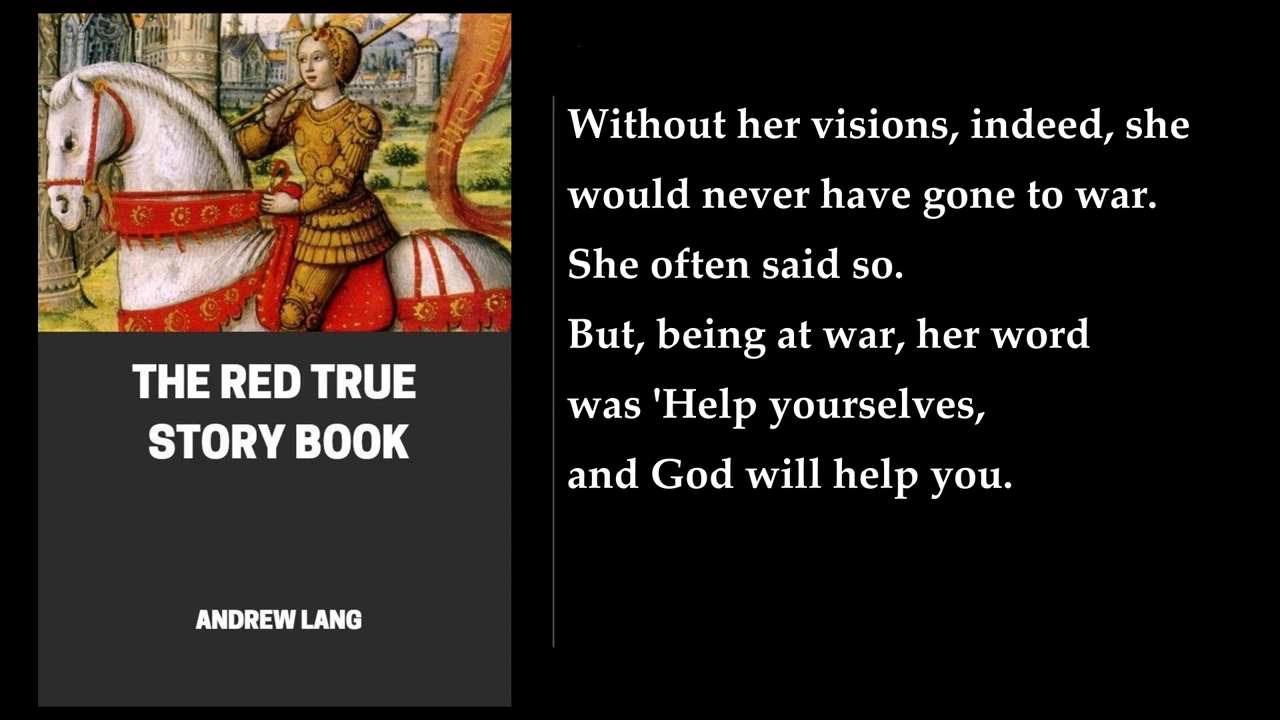 THE RED TRUE
STORY BOOK
ANDREW LANG
Without her visions, indeed, she
would never have gone to war.
She often said so.
But, being at war, her word
was 'Help yourselves,
and God will help you.